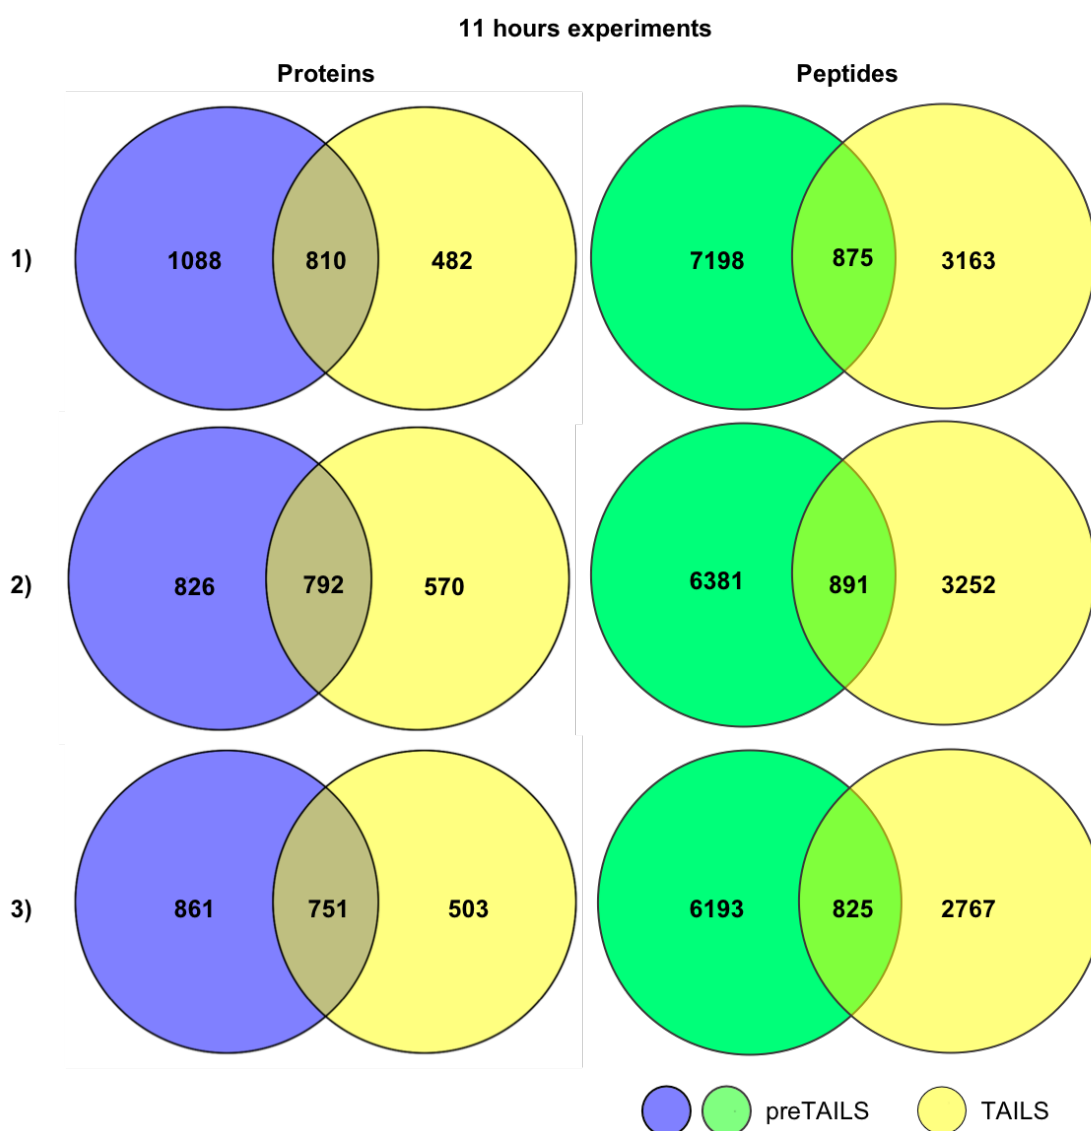 11 hours experiments
Proteins Peptides
1) 1088 810 482 7198 875 3163
2) 826 792 570 6381 891 3252
3) 861 751 503 6193 825 2767
preTAILS TAILS